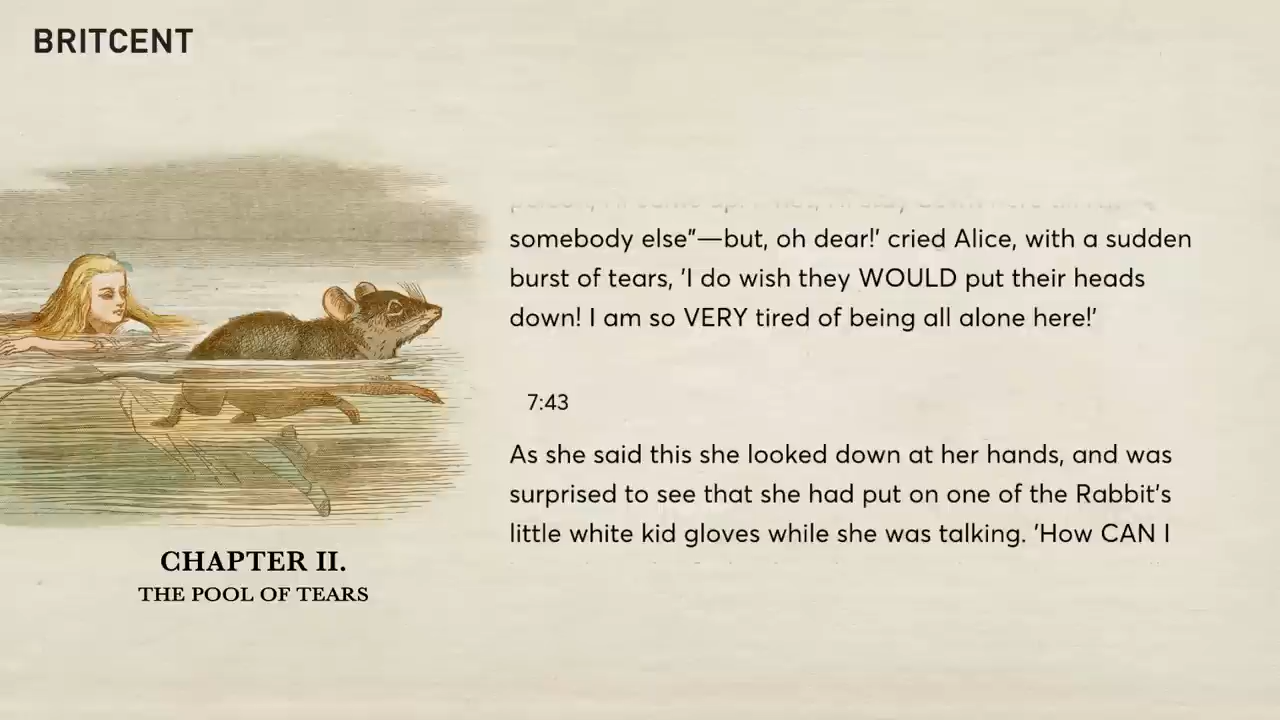 BRITCENT
somebody else"—but, oh dear!' cried Alice, with a sudden
burst of tears, 'I do wish they WOULD put their heads
down! I am so VERY tired of being all alone here!'
7:43
As she said this she looked down at her hands, and was
surprised to see that she had put on one of the Rabbit's
little white kid gloves while she was talking. 'How CAN I
CHAPTER II.
THE POOL OF TEARS